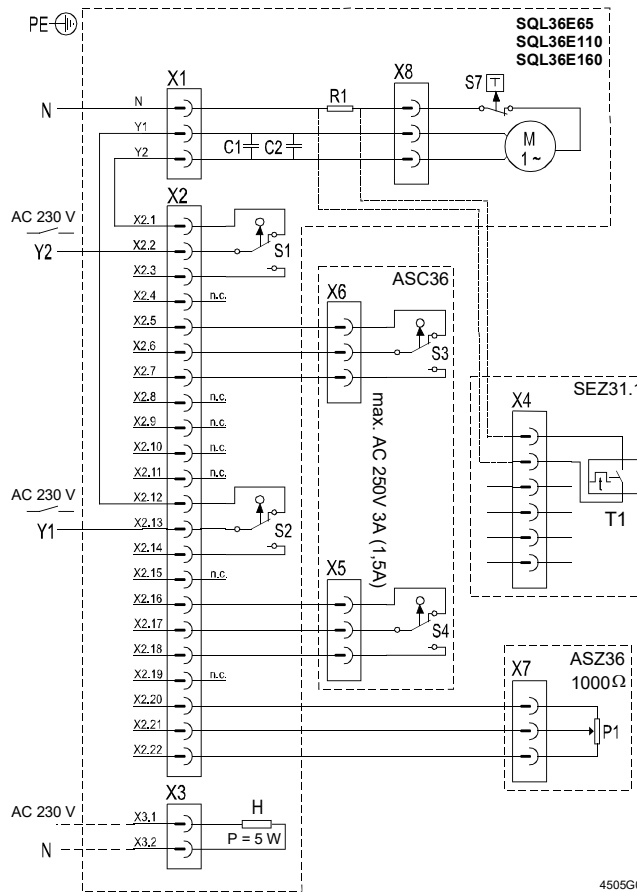 PE
SQL36E65
SQL36E110
SQL36E160
X1
X8
S7
T
N
N
R1
Y1
C1
C2
M
1 ~
Y2
AC 230 V
X2
X2.1
Y2
X2.2
S1
X2.3
X2.4
n.c.
ASC36
X6
X2.5
X2.6
S3
X2.7
X2.8
n.c.
X2.9
n.c.
X2.10
n.c.
X2.11
n.c.
max. AC 250V 3A (1,5A)
SEZ31.1
X4
t
T1
AC 230 V
X2.12
Y1
X2.13
S2
X2.14
X2.15
n.c.
X5
X2.16
X2.17
S4
X2.18
X2.19
n.c.
X7
ASZ36
1000Ω
X2.20
X2.21
P1
X2.22
X3
AC 230 V
X3.1
H
N
X3.2
P = 5 W